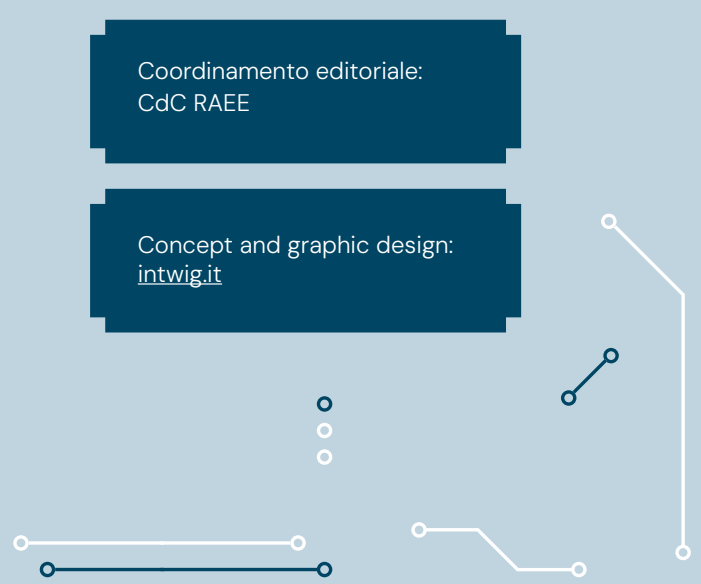 Coordinamento editoriale:
CdC RAEE
Concept and graphic design:
intwig.it